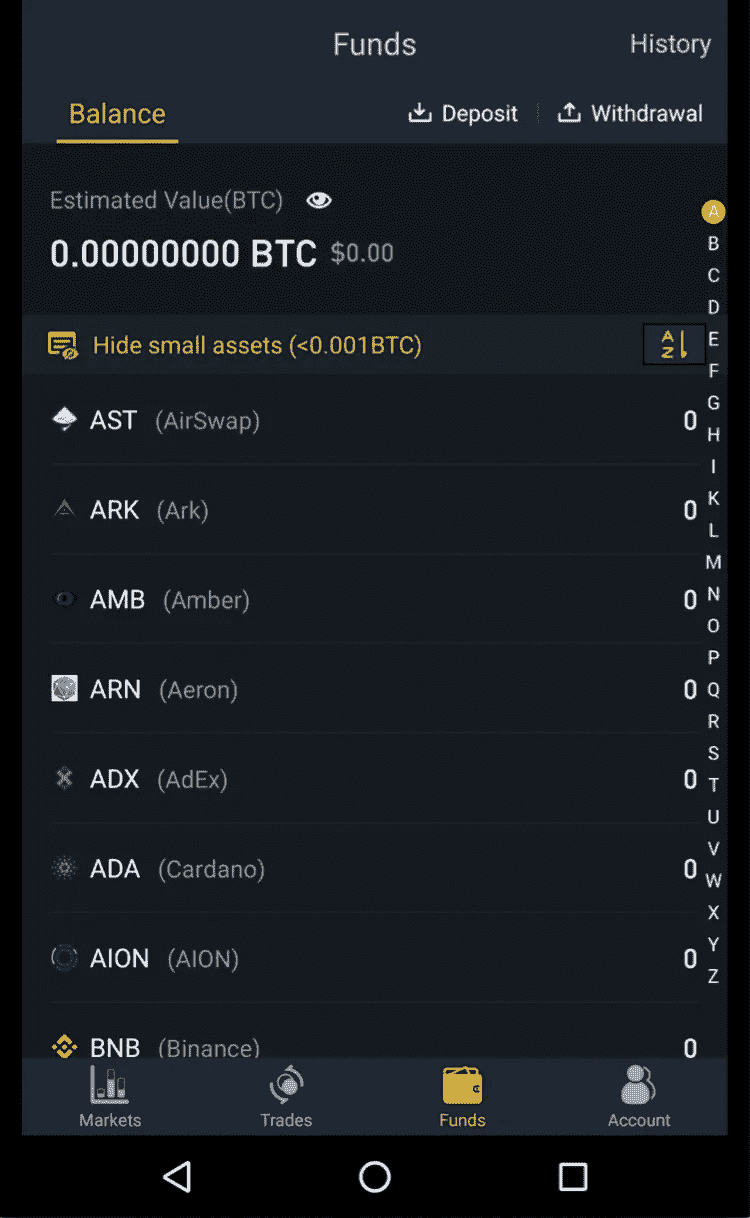 Funds
History
Balance
Deposit
Withdrawal
Estimated Value(BTC)
0.00000000 BTC $0.00
Hide small assets (<0.001BTC)
A
Z
AST (AirSwap) 0
ARK (Ark) 0
AMB (Amber) 0
ARN (Aeron) 0
ADX (AdEx) 0
ADA (Cardano) 0
AION (AION) 0
BNB (Binance) 0
A
B
C
D
E
F
G
H
I
K
L
M
N
O
P
Q
R
S
T
U
V
W
X
Y
Z
Markets
Trades
Funds
Account